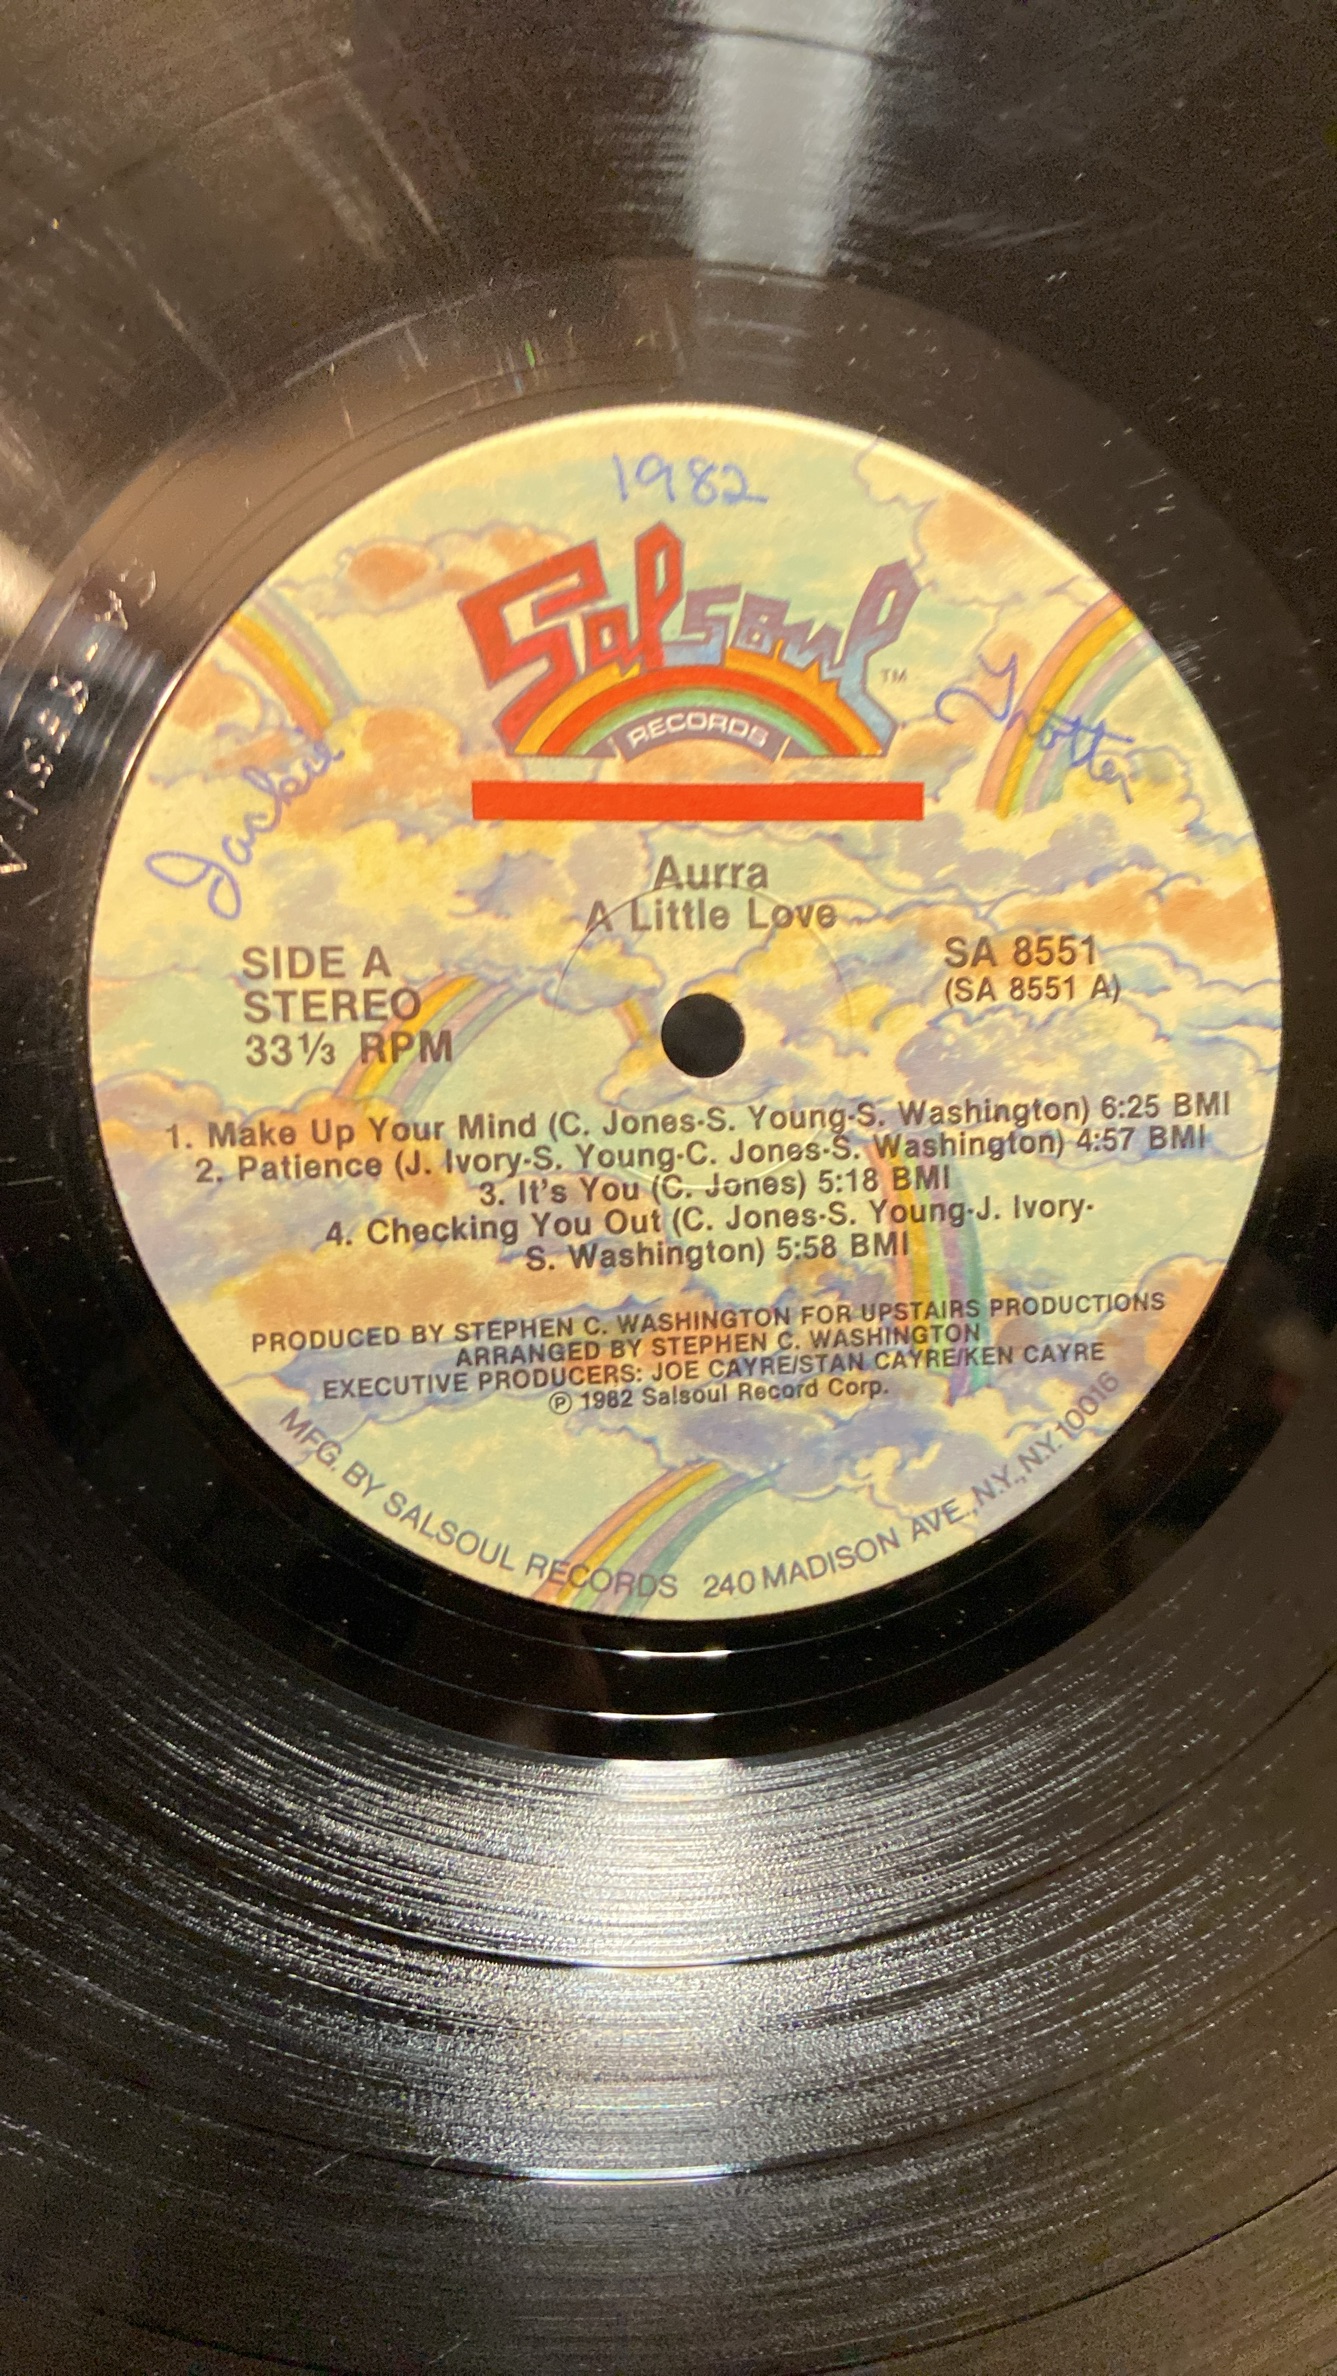 1982
Salsoul TM
RECORDS
Jackie
Trotter
Aurra
A Little Love
SIDE A
STEREO
33⅓ RPM
SA 8551
(SA 8551 A)
1. Make Up Your Mind (C. Jones-S. Young-S. Washington) 6:25 BMI
2. Patience (J. Ivory-S. Young-C. Jones-S. Washington) 4:57 BMI
3. It's You (C. Jones) 5:18 BMI
4. Checking You Out (C. Jones-S. Young-J. Ivory-
S. Washington) 5:58 BMI
PRODUCED BY STEPHEN C. WASHINGTON FOR UPSTAIRS PRODUCTIONS
ARRANGED BY STEPHEN C. WASHINGTON
EXECUTIVE PRODUCERS: JOE CAYRE/STAN CAYRE/KEN CAYRE
℗ 1982 Salsoul Record Corp.
MFG. BY SALSOUL RECORDS 240 MADISON AVE., N.Y., N.Y. 10016